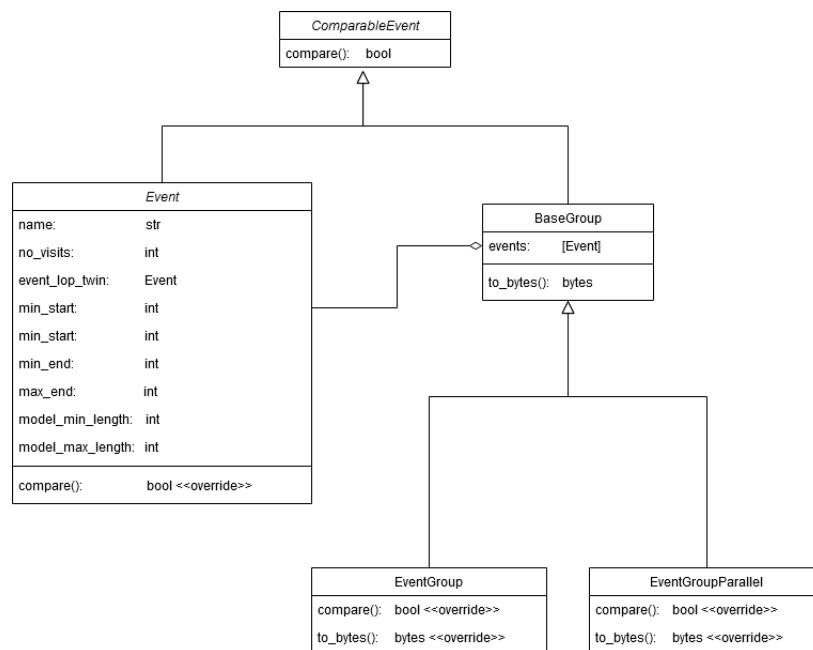 ComparableEvent
compare(): bool
Event
name: str
no_visits: int
event_lop_twin: Event
min_start: int
min_start: int
min_end: int
max_end: int
model_min_length: int
model_max_length: int
compare(): bool <<override>>
BaseGroup
events: [Event]
to_bytes(): bytes
EventGroup
compare(): bool <<override>>
to_bytes(): bytes <<override>>
EventGroupParallel
compare(): bool <<override>>
to_bytes(): bytes <<override>>